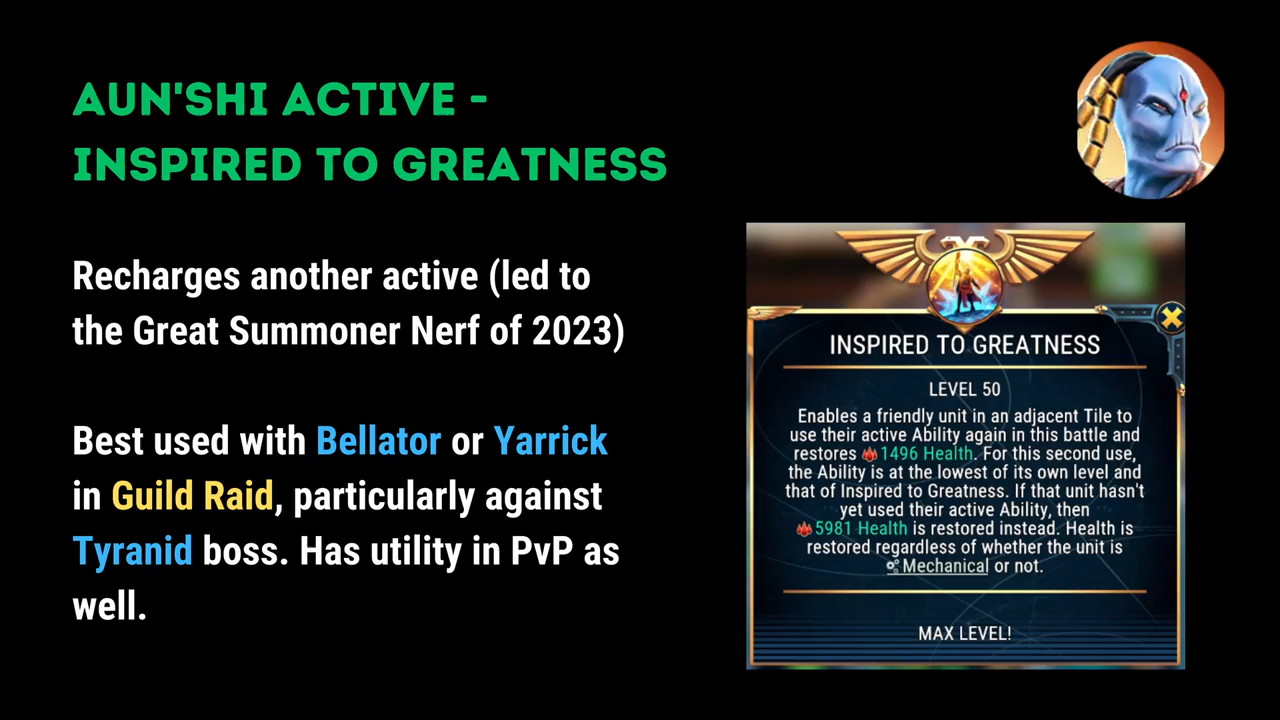 AUN'SHI ACTIVE -
INSPIRED TO GREATNESS
Recharges another active (led to
the Great Summoner Nerf of 2023)
Best used with Bellator or Yarrick
in Guild Raid, particularly against
Tyranid boss. Has utility in PvP as
well.
INSPIRED TO GREATNESS
LEVEL 50
Enables a friendly unit in an adjacent Tile to
use their active Ability again in this battle and
restores 1496 Health. For this second use,
the Ability is at the lowest of its own level and
that of Inspired to Greatness. If that unit hasn't
yet used their active Ability, then
5981 Health is restored instead. Health is
restored regardless of whether the unit is
Mechanical or not.
MAX LEVEL!